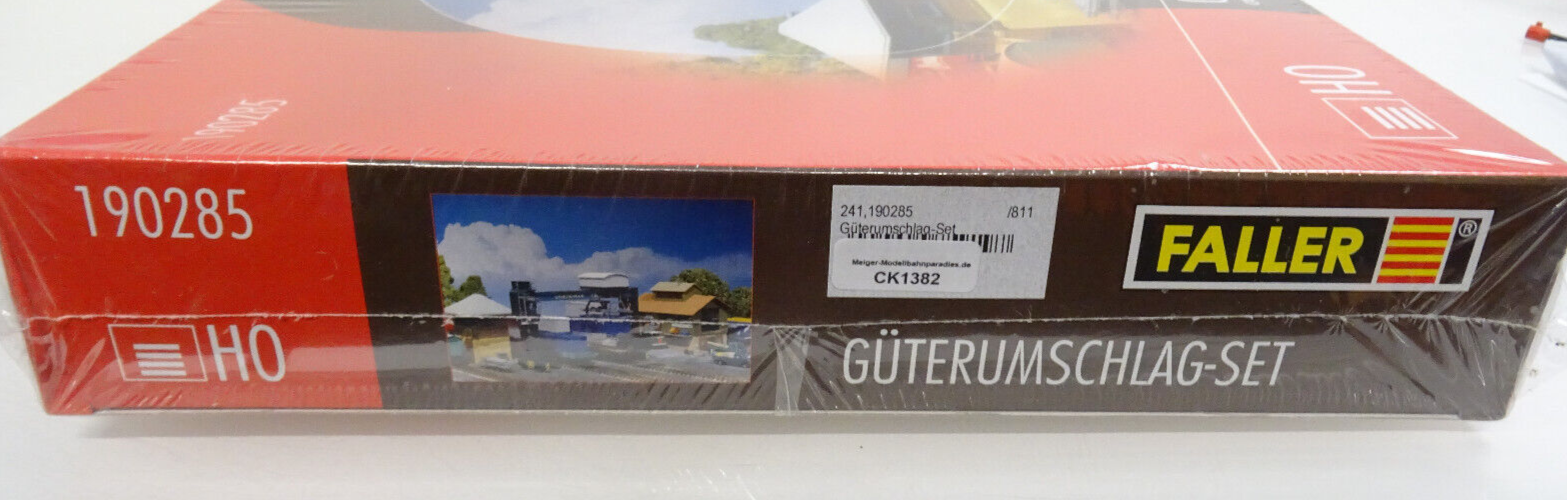 190285
HO
190285
HO
241,190285 /811
Güterumschlag-Set
Meiger-Modellbahnparadies.de
CK1382
FALLER®
GÜTERUMSCHLAG-SET